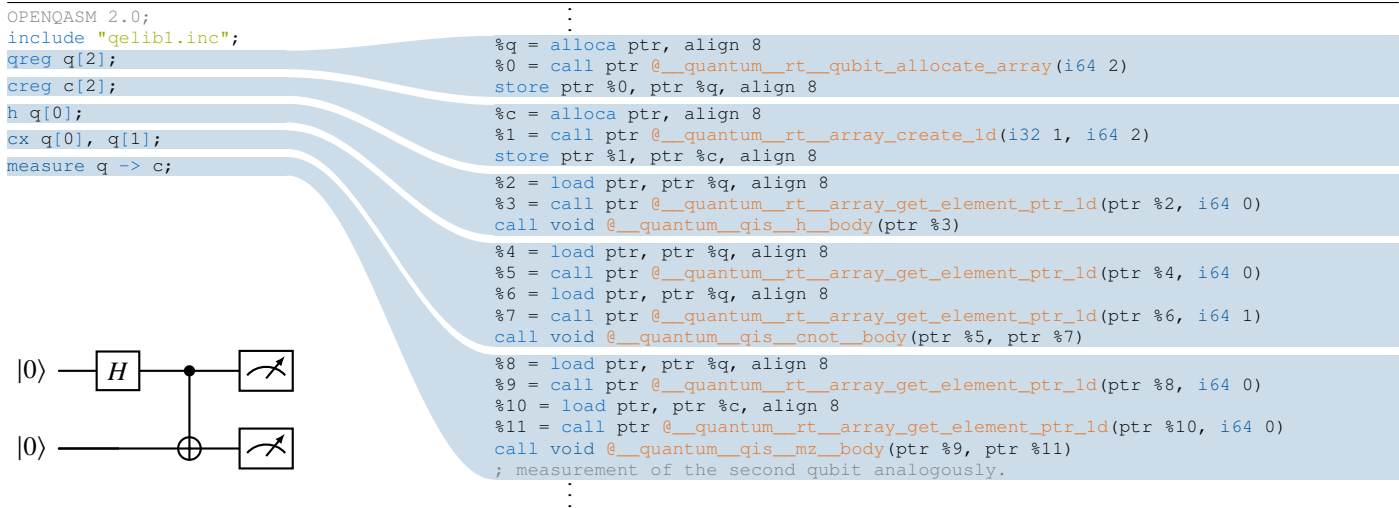 OPENQASM 2.0;
include "qelib1.inc";
qreg q[2];
creg c[2];
h q[0];
cx q[0], q[1];
measure q -> c;
|0⟩ H
|0⟩
⋮
%q = alloca ptr, align 8
%0 = call ptr @__quantum__rt__qubit_allocate_array(i64 2)
store ptr %0, ptr %q, align 8
%c = alloca ptr, align 8
%1 = call ptr @__quantum__rt__array_create_1d(i32 1, i64 2)
store ptr %1, ptr %c, align 8
%2 = load ptr, ptr %q, align 8
%3 = call ptr @__quantum__rt__array_get_element_ptr_1d(ptr %2, i64 0)
call void @__quantum__qis__h__body(ptr %3)
%4 = load ptr, ptr %q, align 8
%5 = call ptr @__quantum__rt__array_get_element_ptr_1d(ptr %4, i64 0)
%6 = load ptr, ptr %q, align 8
%7 = call ptr @__quantum__rt__array_get_element_ptr_1d(ptr %6, i64 1)
call void @__quantum__qis__cnot__body(ptr %5, ptr %7)
%8 = load ptr, ptr %q, align 8
%9 = call ptr @__quantum__rt__array_get_element_ptr_1d(ptr %8, i64 0)
%10 = load ptr, ptr %c, align 8
%11 = call ptr @__quantum__rt__array_get_element_ptr_1d(ptr %10, i64 0)
call void @__quantum__qis__mz__body(ptr %9, ptr %11)
; measurement of the second qubit analogously.
⋮